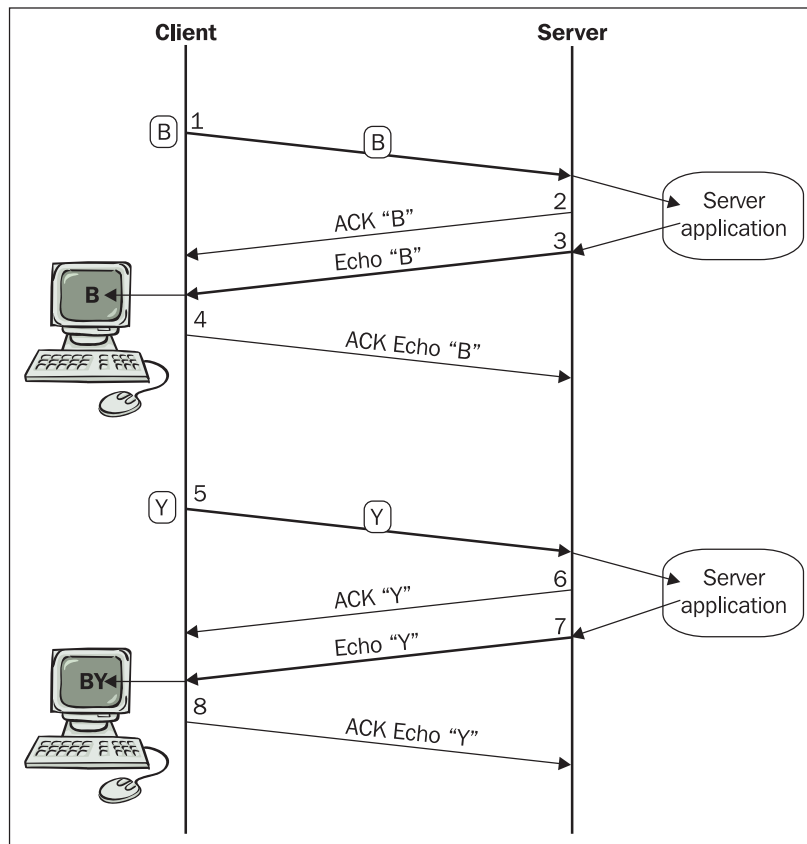 Client
Server
B
1
B
Server
application
2
ACK “B”
3
Echo “B”
B
4
ACK Echo “B”
Y
5
Y
Server
application
6
ACK “Y”
7
Echo “Y”
BY
8
ACK Echo “Y”